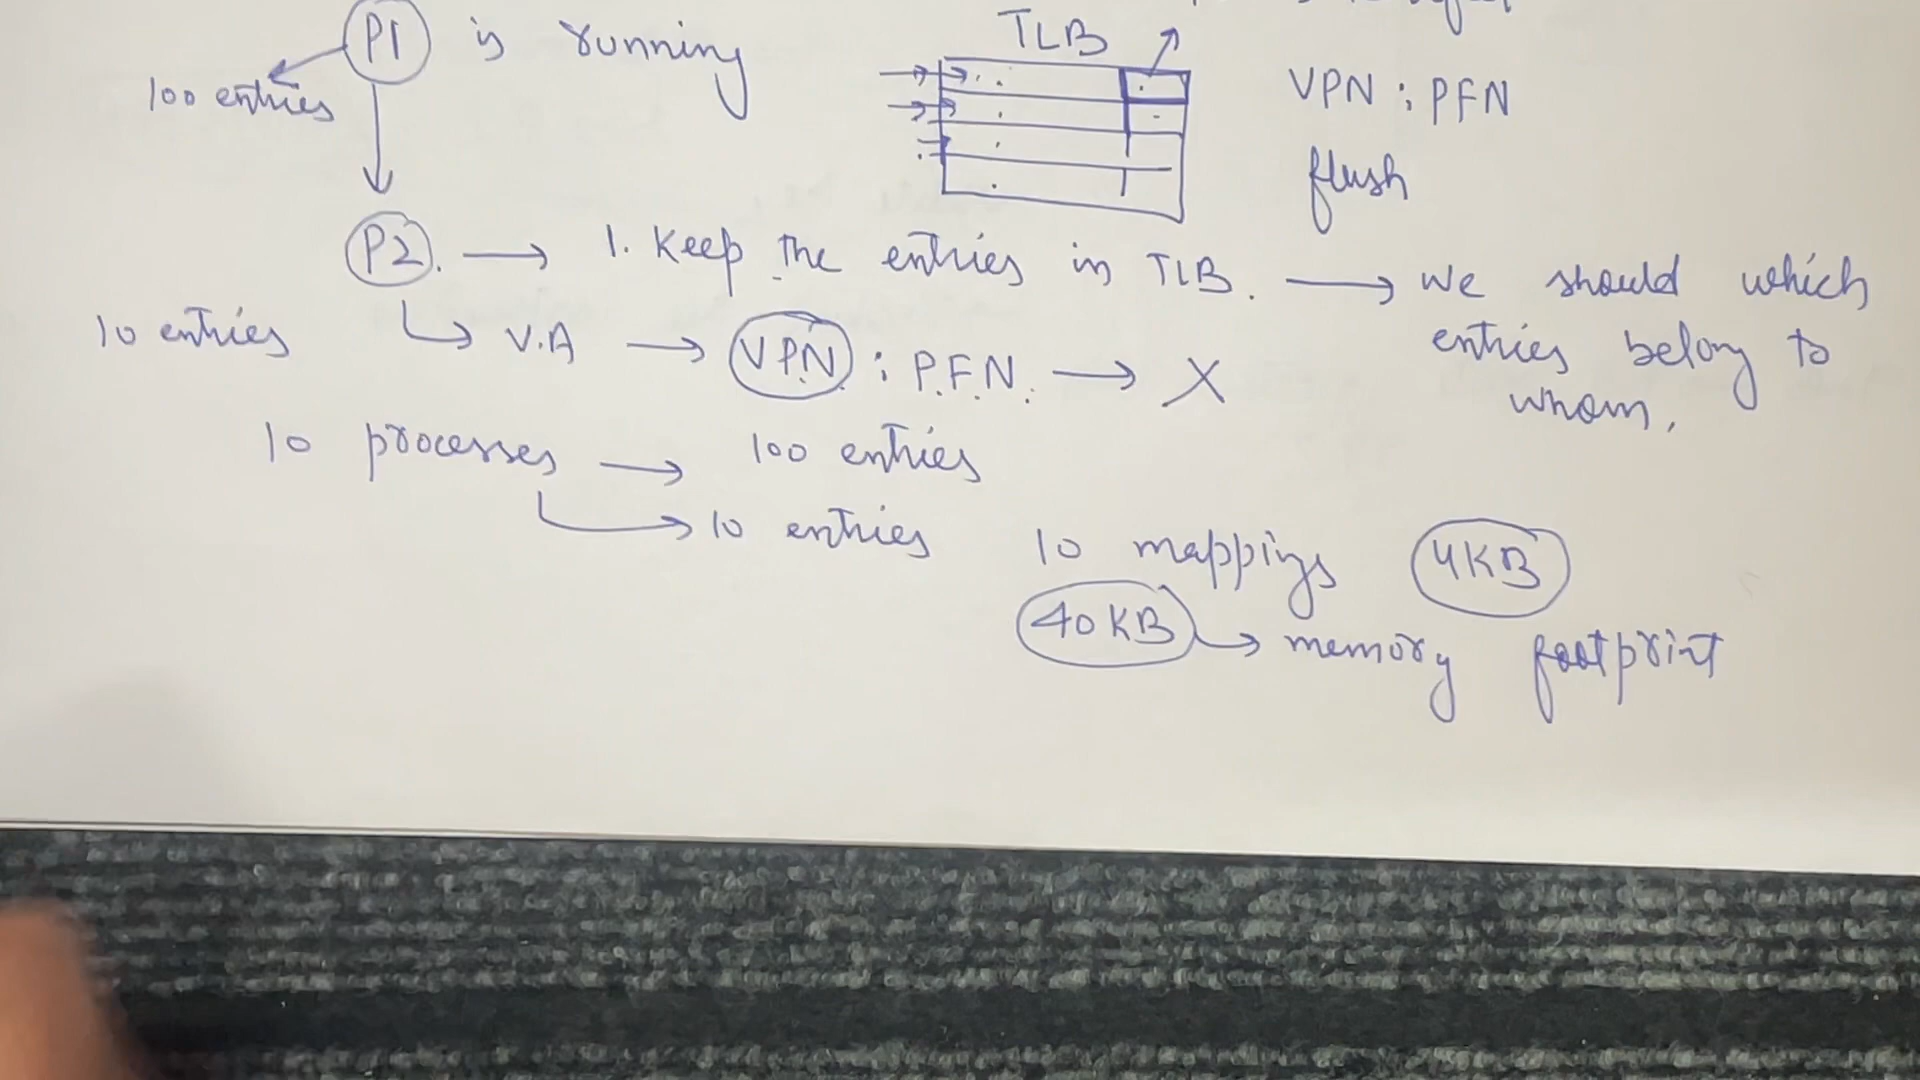 P1 is running
TLB
100 entries
VPN : PFN
flush
P2. → 1. Keep the entries in TLB. → we should which
entries belong to
whom.
10 entries
V.A → VPN : P.F.N. → X
10 processes → 100 entries
→ 10 entries
10 mappings 4KB
40KB → memory footprint